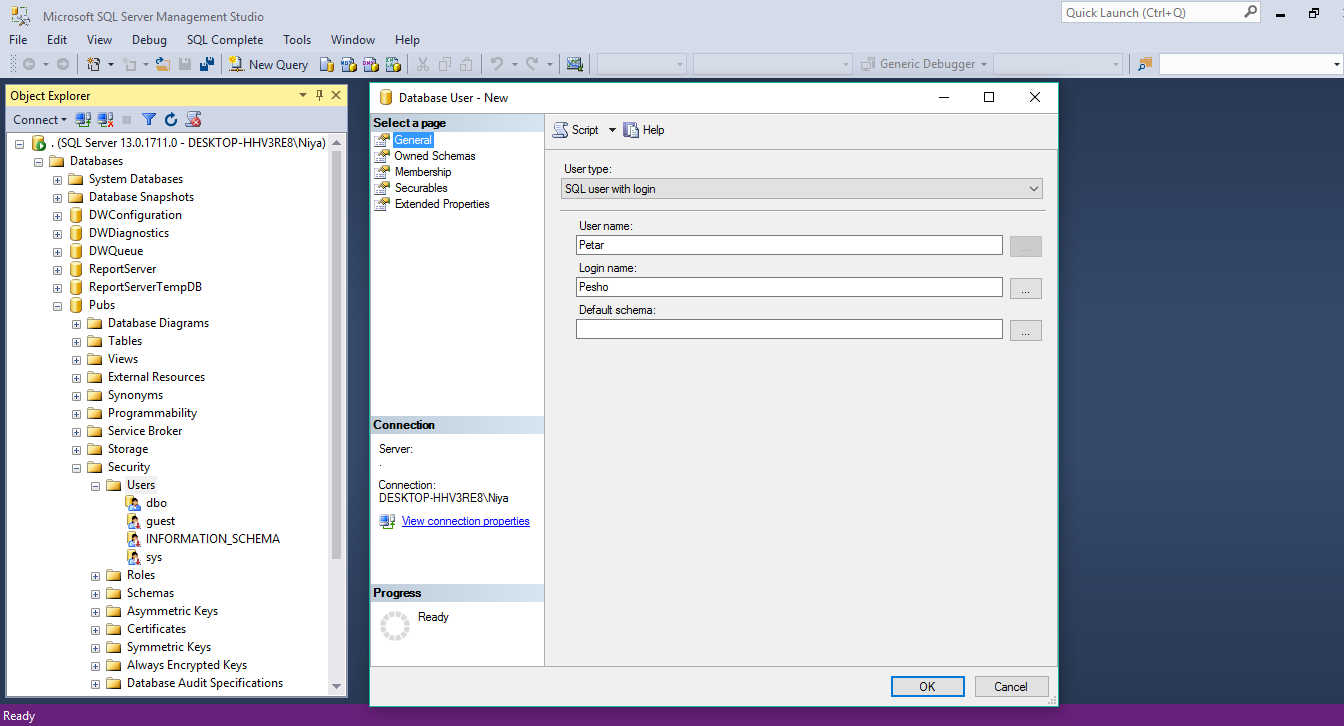 Microsoft SQL Server Management Studio
Quick Launch (Ctrl+Q)
File Edit View Debug SQL Complete Tools Window Help
New Query
Generic Debugger
Object Explorer
Connect
. (SQL Server 13.0.1711.0 - DESKTOP-HHV3RE8\Niya)
Databases
System Databases
Database Snapshots
DWConfiguration
DWDiagnostics
DWQueue
ReportServer
ReportServerTempDB
Pubs
Database Diagrams
Tables
Views
External Resources
Synonyms
Programmability
Service Broker
Storage
Security
Users
dbo
guest
INFORMATION_SCHEMA
sys
Roles
Schemas
Asymmetric Keys
Certificates
Symmetric Keys
Always Encrypted Keys
Database Audit Specifications
Database User - New
Select a page
General
Owned Schemas
Membership
Securables
Extended Properties
Connection
Server:
.
Connection:
DESKTOP-HHV3RE8\Niya
View connection properties
Progress
Ready
Script Help
User type:
SQL user with login
User name:
Petar
...
Login name:
Pesho
...
Default schema:
...
OK Cancel
Ready